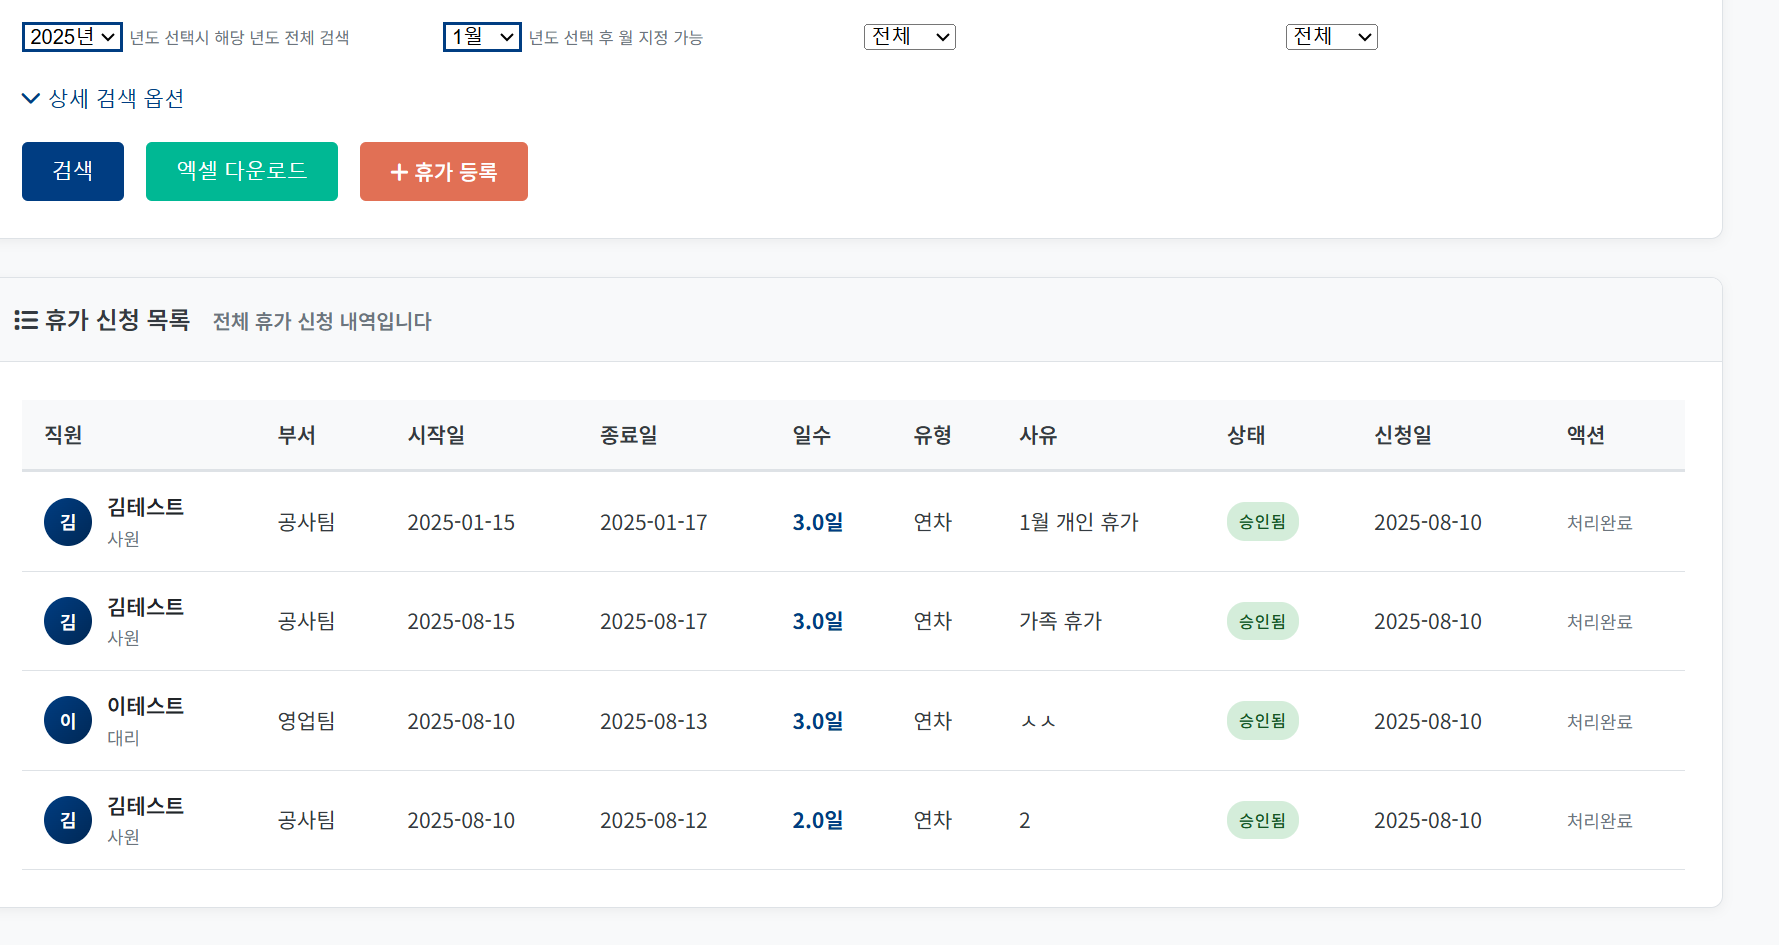 2025년 년도 선택시 해당 년도 전체 검색 1월 년도 선택 후 월 지정 가능 전체 전체
상세 검색 옵션
검색 엑셀 다운로드 + 휴가 등록
휴가 신청 목록 전체 휴가 신청 내역입니다
직원 부서 시작일 종료일 일수 유형 사유 상태 신청일 액션
김 김테스트 사원 공사팀 2025-01-15 2025-01-17 3.0일 연차 1월 개인 휴가 승인됨 2025-08-10 처리완료
김 김테스트 사원 공사팀 2025-08-15 2025-08-17 3.0일 연차 가족 휴가 승인됨 2025-08-10 처리완료
이 이테스트 대리 영업팀 2025-08-10 2025-08-13 3.0일 연차 ㅅㅅ 승인됨 2025-08-10 처리완료
김 김테스트 사원 공사팀 2025-08-10 2025-08-12 2.0일 연차 2 승인됨 2025-08-10 처리완료